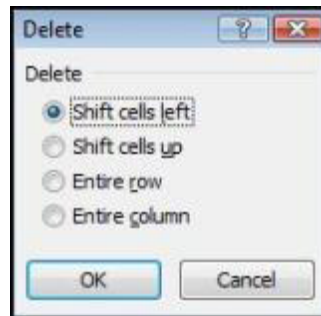 Delete
Delete
Shift cells left
Shift cells up
Entire row
Entire column
OK Cancel